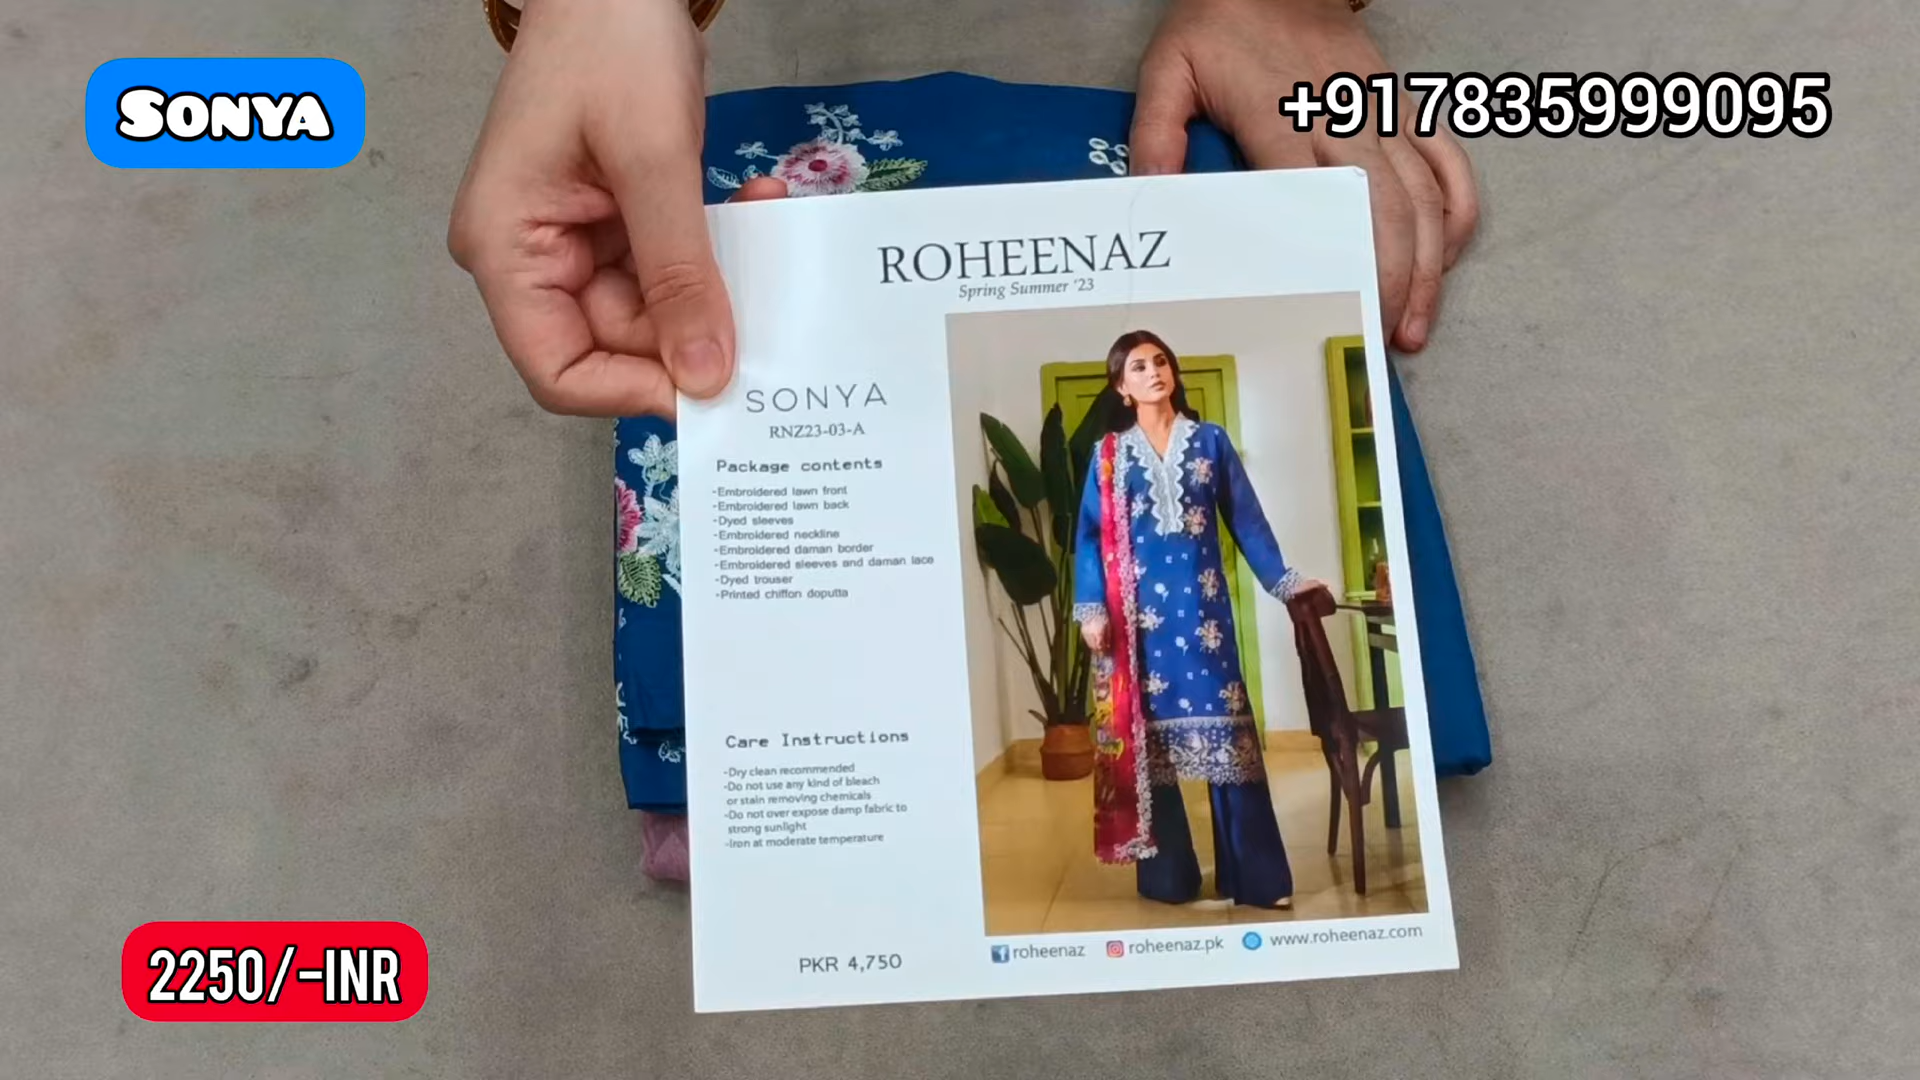 SONYA
+917835999095
ROHEENAZ
Spring Summer '23
SONYA
RNZ23-03-A
Package contents
-Embroidered lawn front
-Embroidered lawn back
-Dyed sleeves
-Embroidered neckline
-Embroidered daman border
-Embroidered sleeves and daman lace
-Dyed trouser
-Printed chiffon doputta
Care Instructions
-Dry clean recommended
-Do not use any kind of bleach
or stain removing chemicals
-Do not over expose damp fabric to
strong sunlight
-Iron at moderate temperature
PKR 4,750
roheenaz roheenaz.pk www.roheenaz.com
2250/-INR